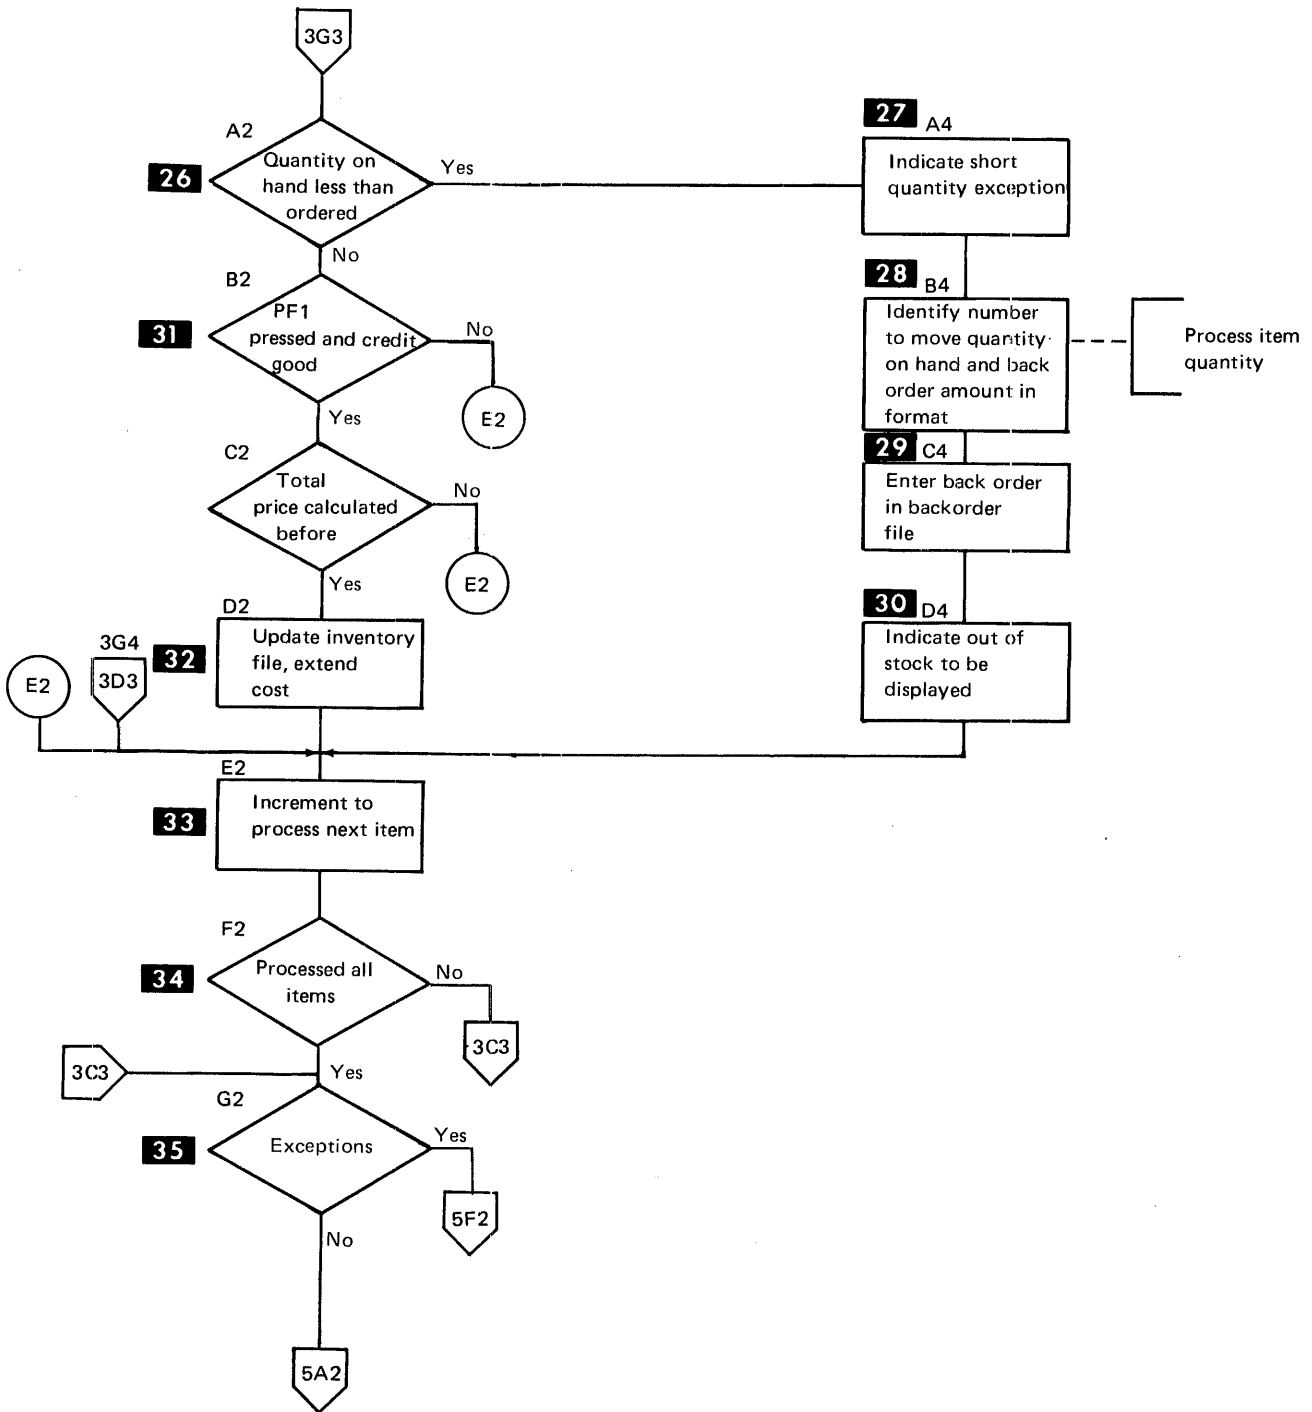 3G3
A2
26
Quantity on
hand less than
ordered
Yes
No
27
A4
Indicate short
quantity exception
28
B4
Identify number
to move quantity
on hand and back
order amount in
format
Process item
quantity
29
C4
Enter back order
in backorder
file
30
D4
Indicate out of
stock to be
displayed
B2
31
PF1
pressed and credit
good
No
E2
Yes
C2
Total
price calculated
before
No
E2
Yes
D2
32
Update inventory
file, extend
cost
E2
3G4
3D3
E2
33
Increment to
process next item
F2
34
Processed all
items
No
3C3
Yes
3C3
G2
35
Exceptions
Yes
5F2
No
5A2